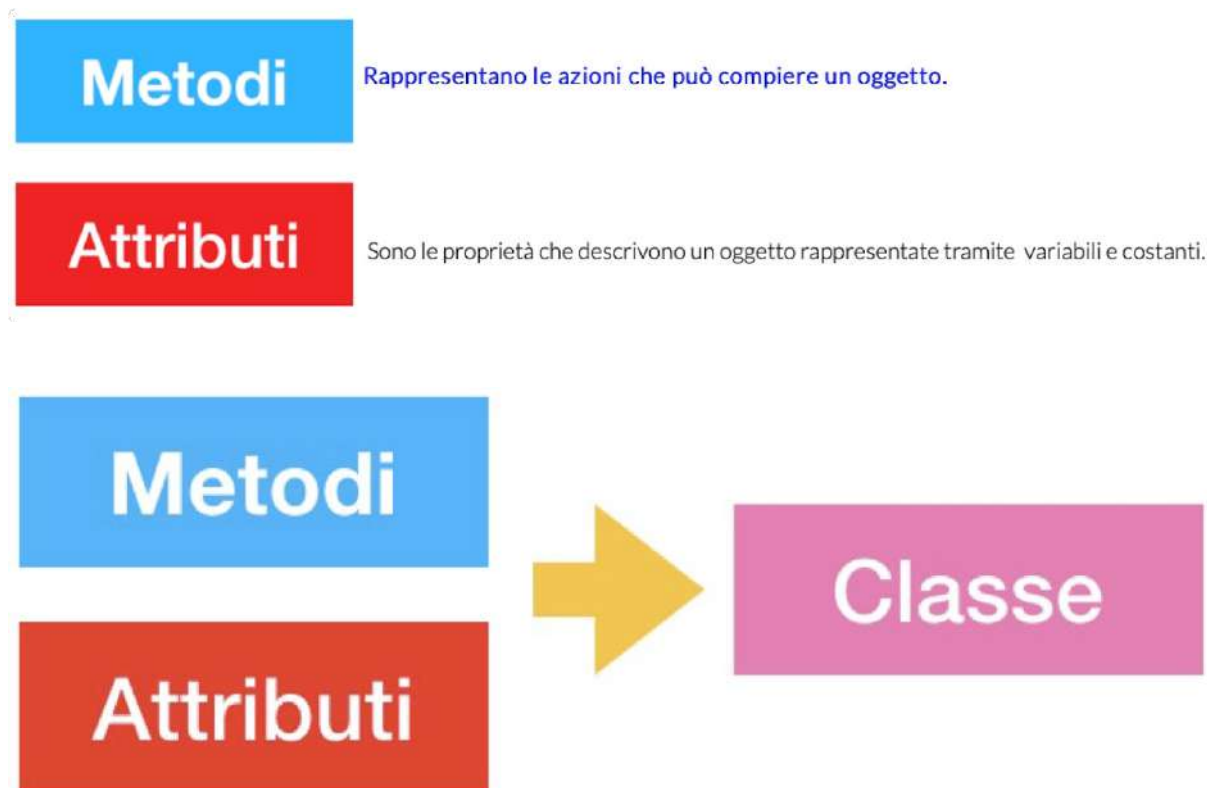 Metodi
Rappresentano le azioni che può compiere un oggetto.
Attributi
Sono le proprietà che descrivono un oggetto rappresentate tramite variabili e costanti.
Metodi
Classe
Attributi